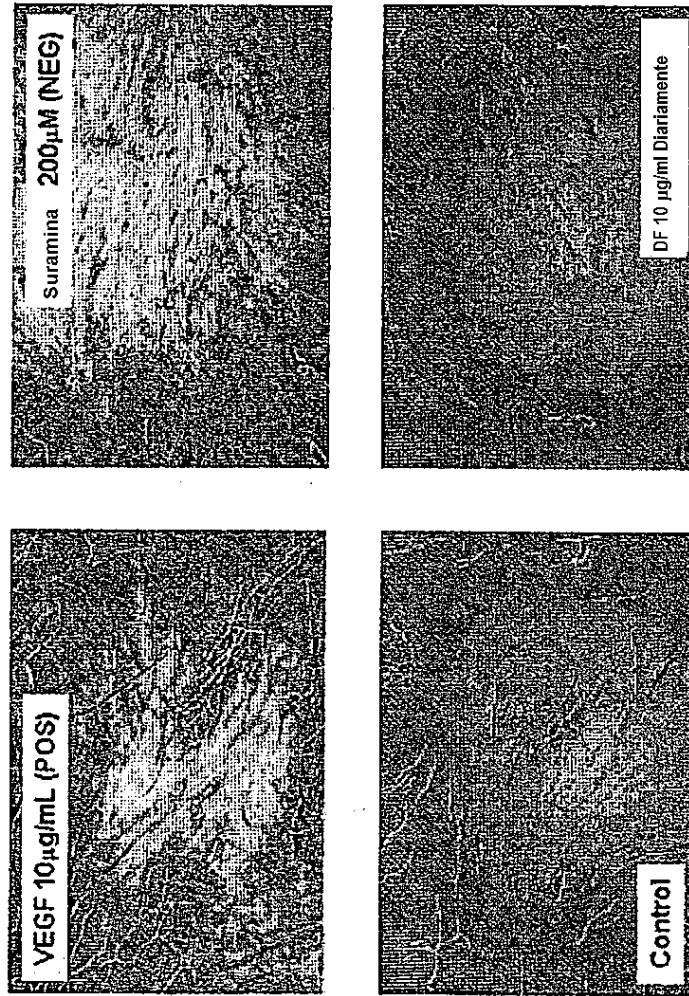 VEGF 10µg/mL (POS)
Suramina 200µM (NEG)
Control
DF 10 µg/ml Diariamente